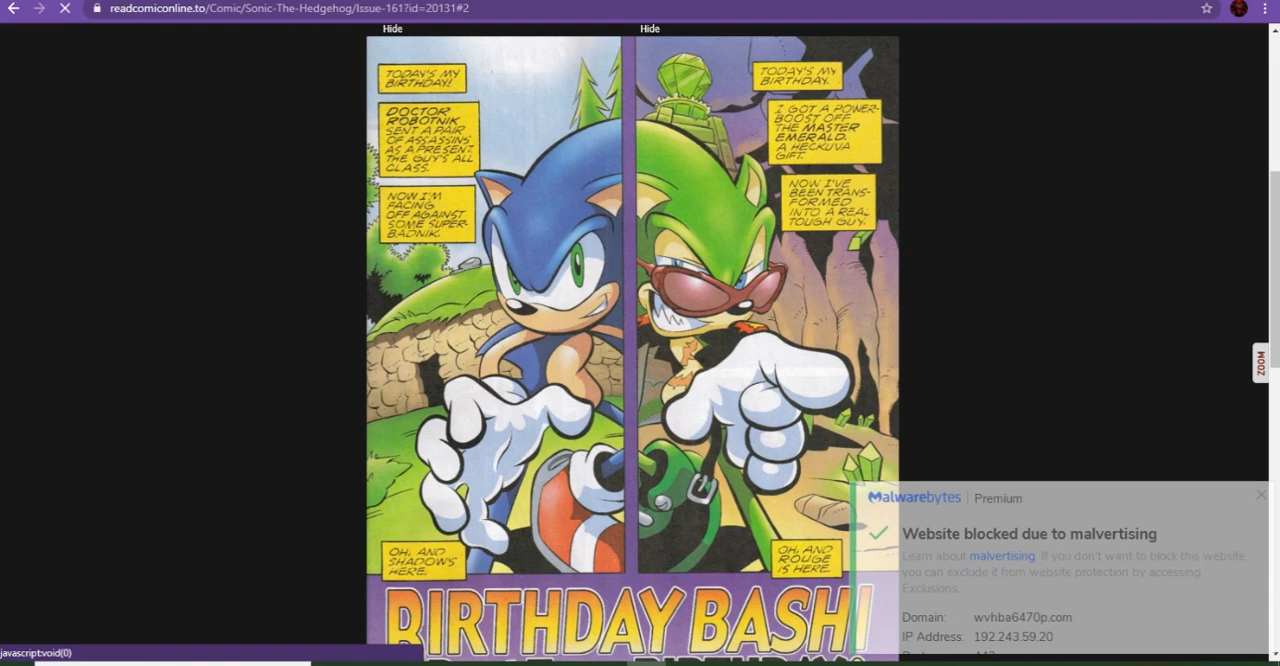 readcomiconline.to/Comic/Sonic-The-Hedgehog/Issue-161?id=20131#2
Hide
Hide
TODAY'S MY
BIRTHDAY!
DOCTOR
ROBOTNIK
SENT A PAIR
OF ASSASSINS
AS A PRESENT.
THE GUY'S ALL
CLASS.
NOW I'M
FACING
OFF AGAINST
SOME SUPER-
BADNIK.
OH, AND
SHADOW'S
HERE.
TODAY'S MY
BIRTHDAY.
I GOT A POWER-
BOOST OFF
THE MASTER
EMERALD.
A HECKUVA
GIFT.
NOW I'VE
BEEN TRANS-
FORMED
INTO A REAL
TOUGH GUY.
OH, AND
ROUGE
IS HERE.
BIRTHDAY BASH
ZOOM
Malwarebytes | Premium
Website blocked due to malvertising
Learn about malvertising. If you don't want to block this website,
you can exclude it from website protection by accessing
Exclusions.
Domain: wvhba6470p.com
IP Address: 192.243.59.20
javascript:void(0)